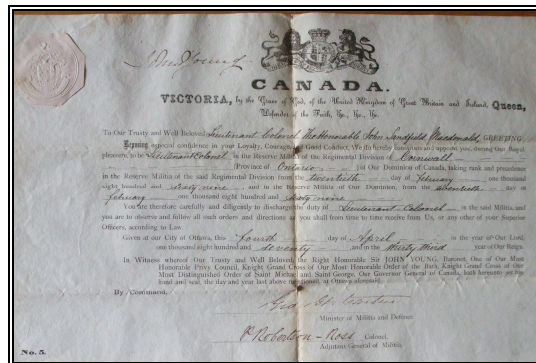 John Young
CANADA.
VICTORIA, by the Grace of God, of the United Kingdom of Great Britain and Ireland, Queen,
Defender of the Faith, &c., &c., &c.
To Our Trusty and Well Beloved Lieutenant Colonel The Honorable John Sandfield Macdonald, GREETING:
Reposing especial confidence in your Loyalty, Courage, and Good Conduct, We do hereby constitute and appoint you, during Our Royal
pleasure, to be Lieutenant Colonel in the Reserve Militia of the Regimental Division of Cornwall
Province of Ontario in Our Dominion of Canada, taking rank and precedence
in the Reserve Militia of the said Regimental Division from the twentieth day of february one thousand
eight hundred and sixty nine, and in the Reserve Militia of Our Dominion, from the twentieth day of
february one thousand eight hundred and sixty nine
You are therefore carefully and diligently to discharge the duty of Lieutenant Colonel in the said Militia, and
you are to observe and follow all such orders and directions as you shall from time to time receive from Us, or any other of your Superior
Officers, according to Law.
Given at our City of Ottawa, this fourth day of April in the year of Our Lord,
one thousand eight hundred and seventy and in the thirty third year of Our Reign.
In Witness whereof Our Trusty and Well Beloved, the Right Honorable Sir JOHN YOUNG, Baronet, One of Our Most
Honorable Privy Council, Knight Grand Cross of Our Most Honorable Order of the Bath, Knight Grand Cross of Our
Most Distinguished Order of Saint Michael and Saint George, Our Governor General of Canada, hath hereunto set his
hand and seal, the day and year last above mentioned, at Ottawa aforesaid.
By Command,
Minister of Militia and Defence.
P Robertson-Ross Colonel.
Adjutant General of Militia.
No. 5.